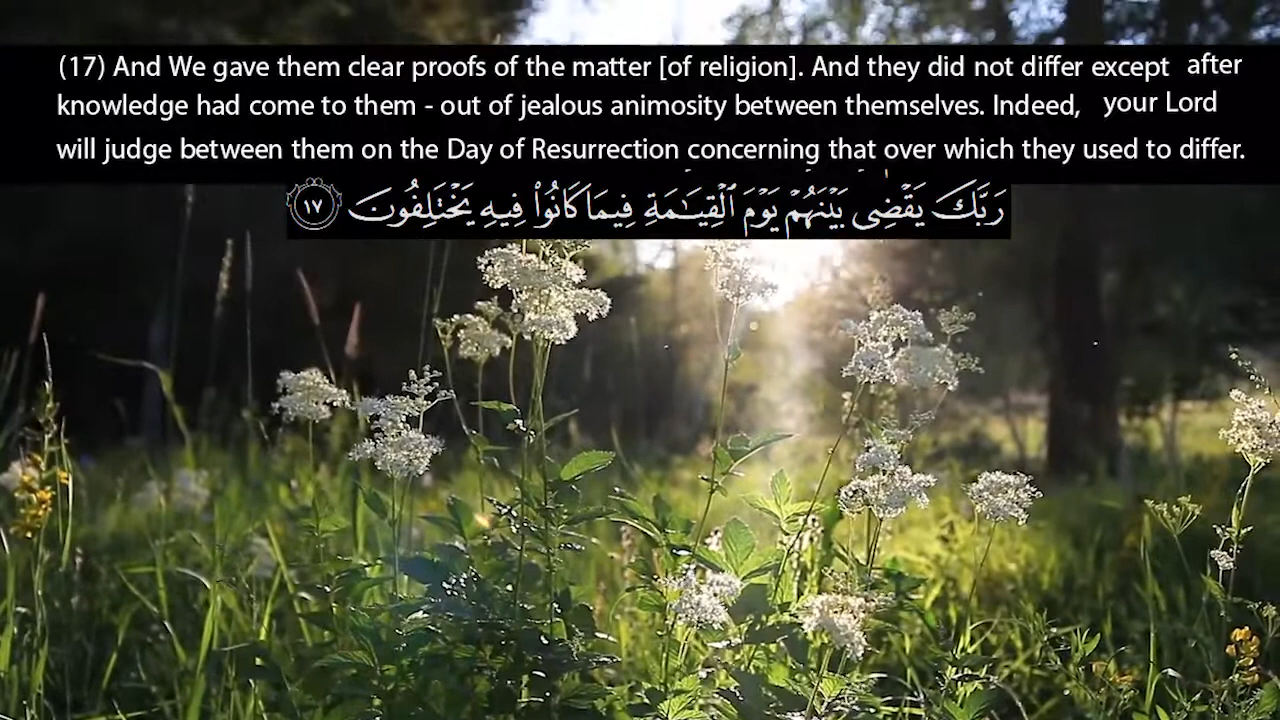 (17) And We gave them clear proofs of the matter [of religion]. And they did not differ except after
knowledge had come to them - out of jealous animosity between themselves. Indeed, your Lord
will judge between them on the Day of Resurrection concerning that over which they used to differ.
رَبَّكَ يَقْضِى بَيْنَهُمْ يَوْمَ ٱلْقِيَـٰمَةِ فِيمَا كَانُوا۟ فِيهِ يَخْتَلِفُونَ ١٧